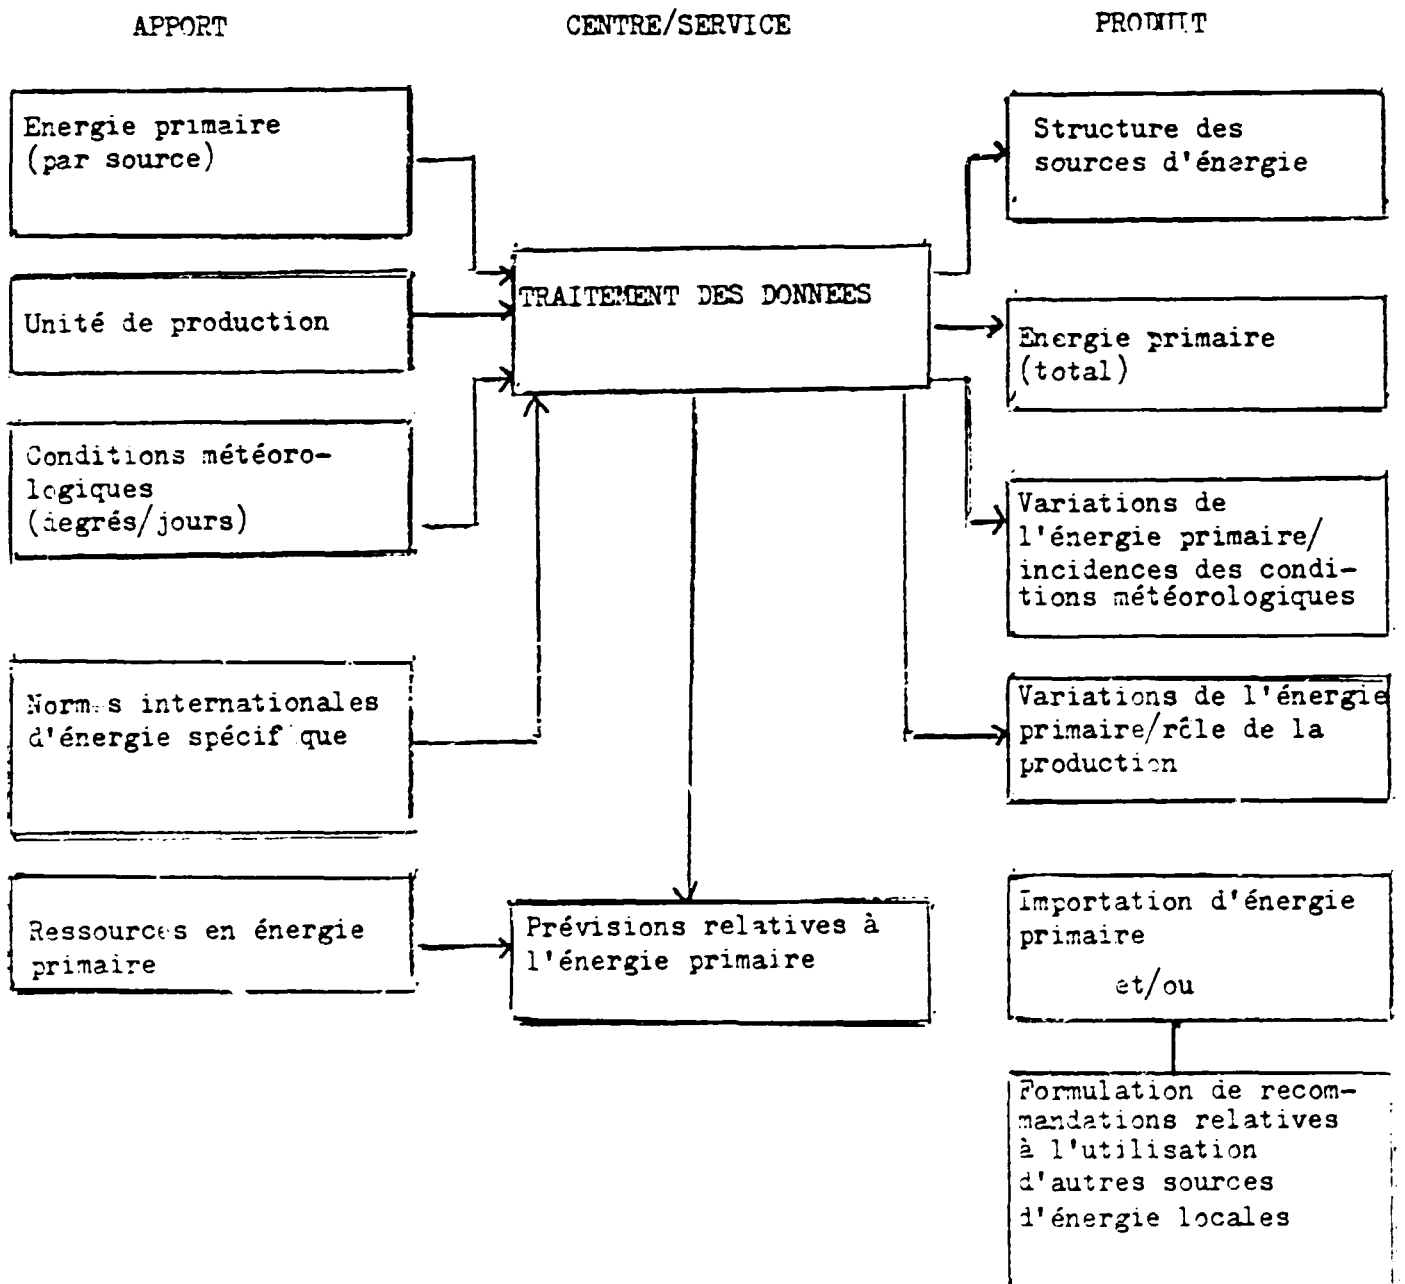 APPORT
CENTRE/SERVICE
PRODUIT
Energie primaire
(par source)
Unité de production
Conditions météoro-
logiques
(degrés/jours)
Normes internationales
d'énergie spécifique
Ressources en énergie
primaire
TRAITEMENT DES DONNEES
Prévisions relatives à
l'énergie primaire
Structure des
sources d'énergie
Energie primaire
(total)
Variations de
l'énergie primaire/
incidences des condi-
tions météorologiques
Variations de l'énergie
primaire/rôle de la
production
Importation d'énergie
primaire
et/ou
Formulation de recom-
mandations relatives
à l'utilisation
d'autres sources
d'énergie locales